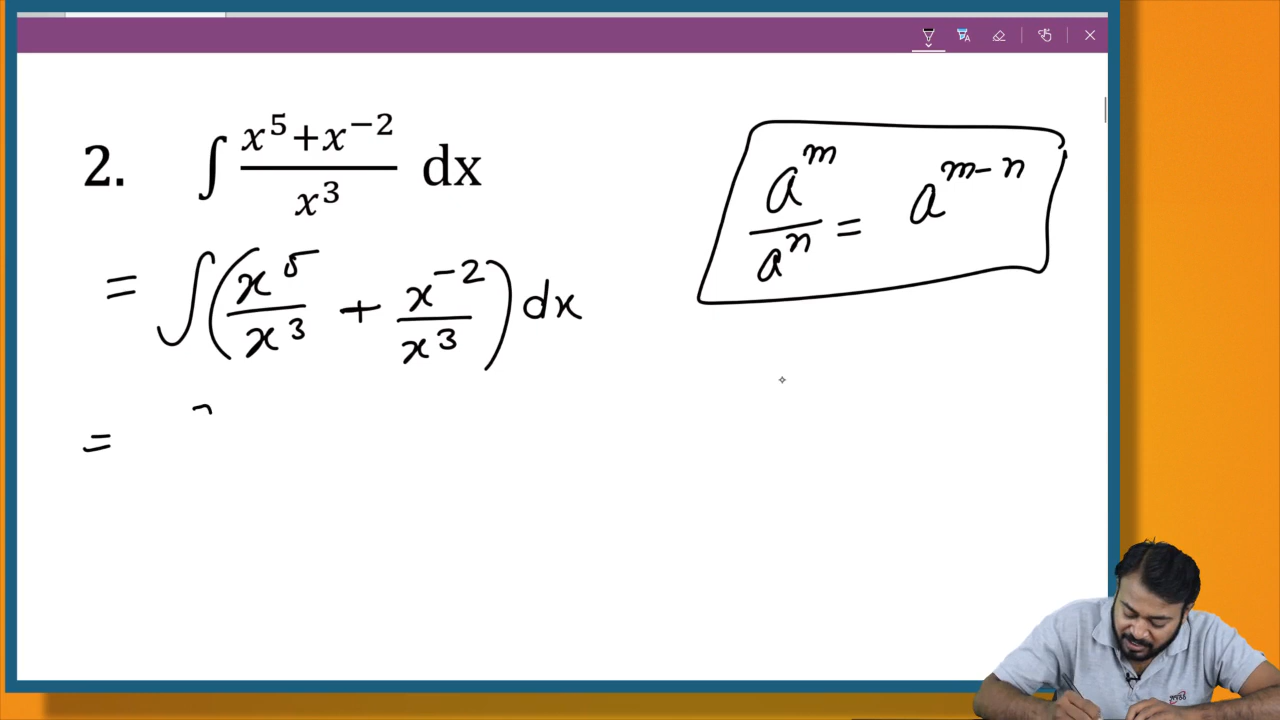 2. ∫ (x⁵+x⁻²)/x³ dx
aᵐ/aⁿ = aᵐ⁻ⁿ
= ∫(x⁵/x³ + x⁻²/x³) dx
=